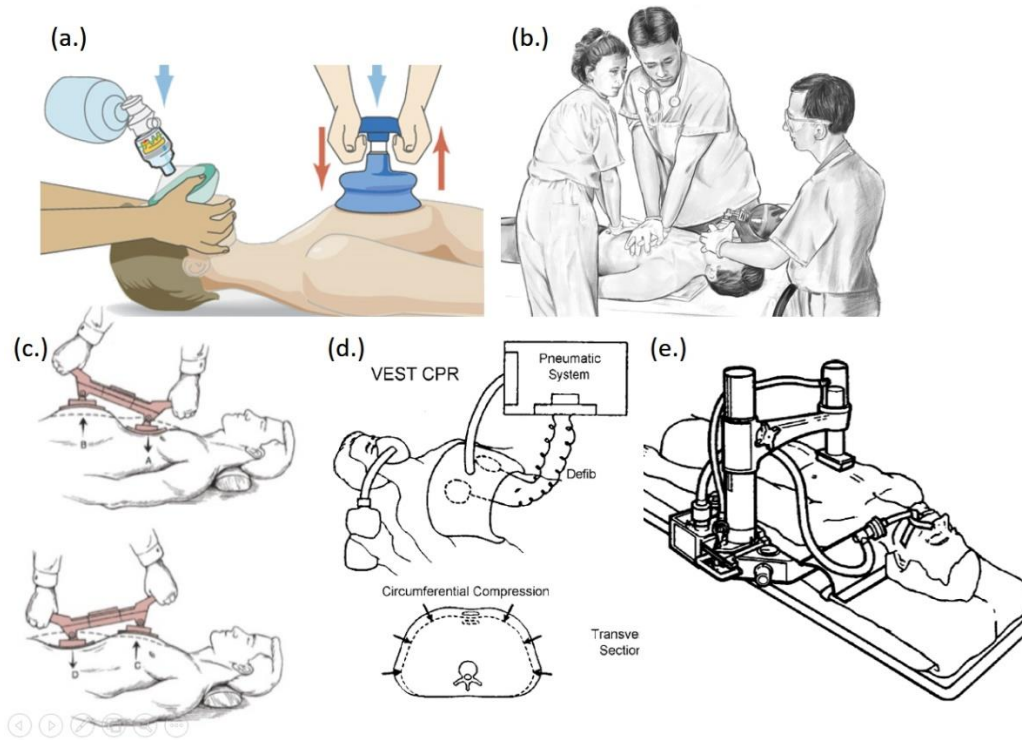 (a.)
(b.)
(c.)
B
A
D
C
(d.)
VEST CPR
Pneumatic
System
Defib
Circumferential Compression
Transve
Section
(e.)